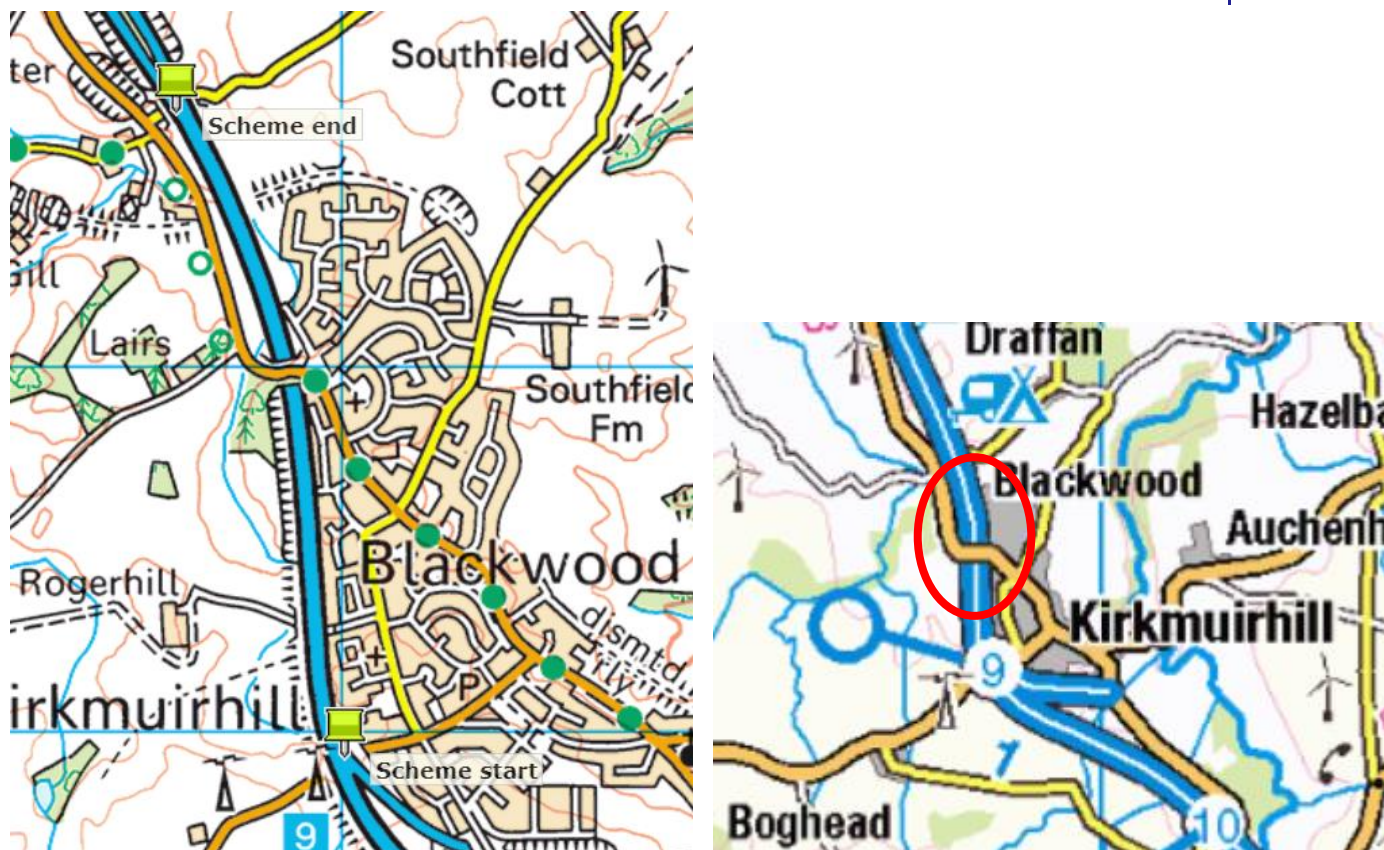 Southfield
Cott
ter
Scheme end
Gill
Lairs
Southfield
Fm
Blackwood
Rogerhill
dismtd
rly
P
irkmuirhill
Scheme start
9
Draffan
Hazelba
Blackwood
Auchenh
Kirkmuirhill
9
Boghead
10